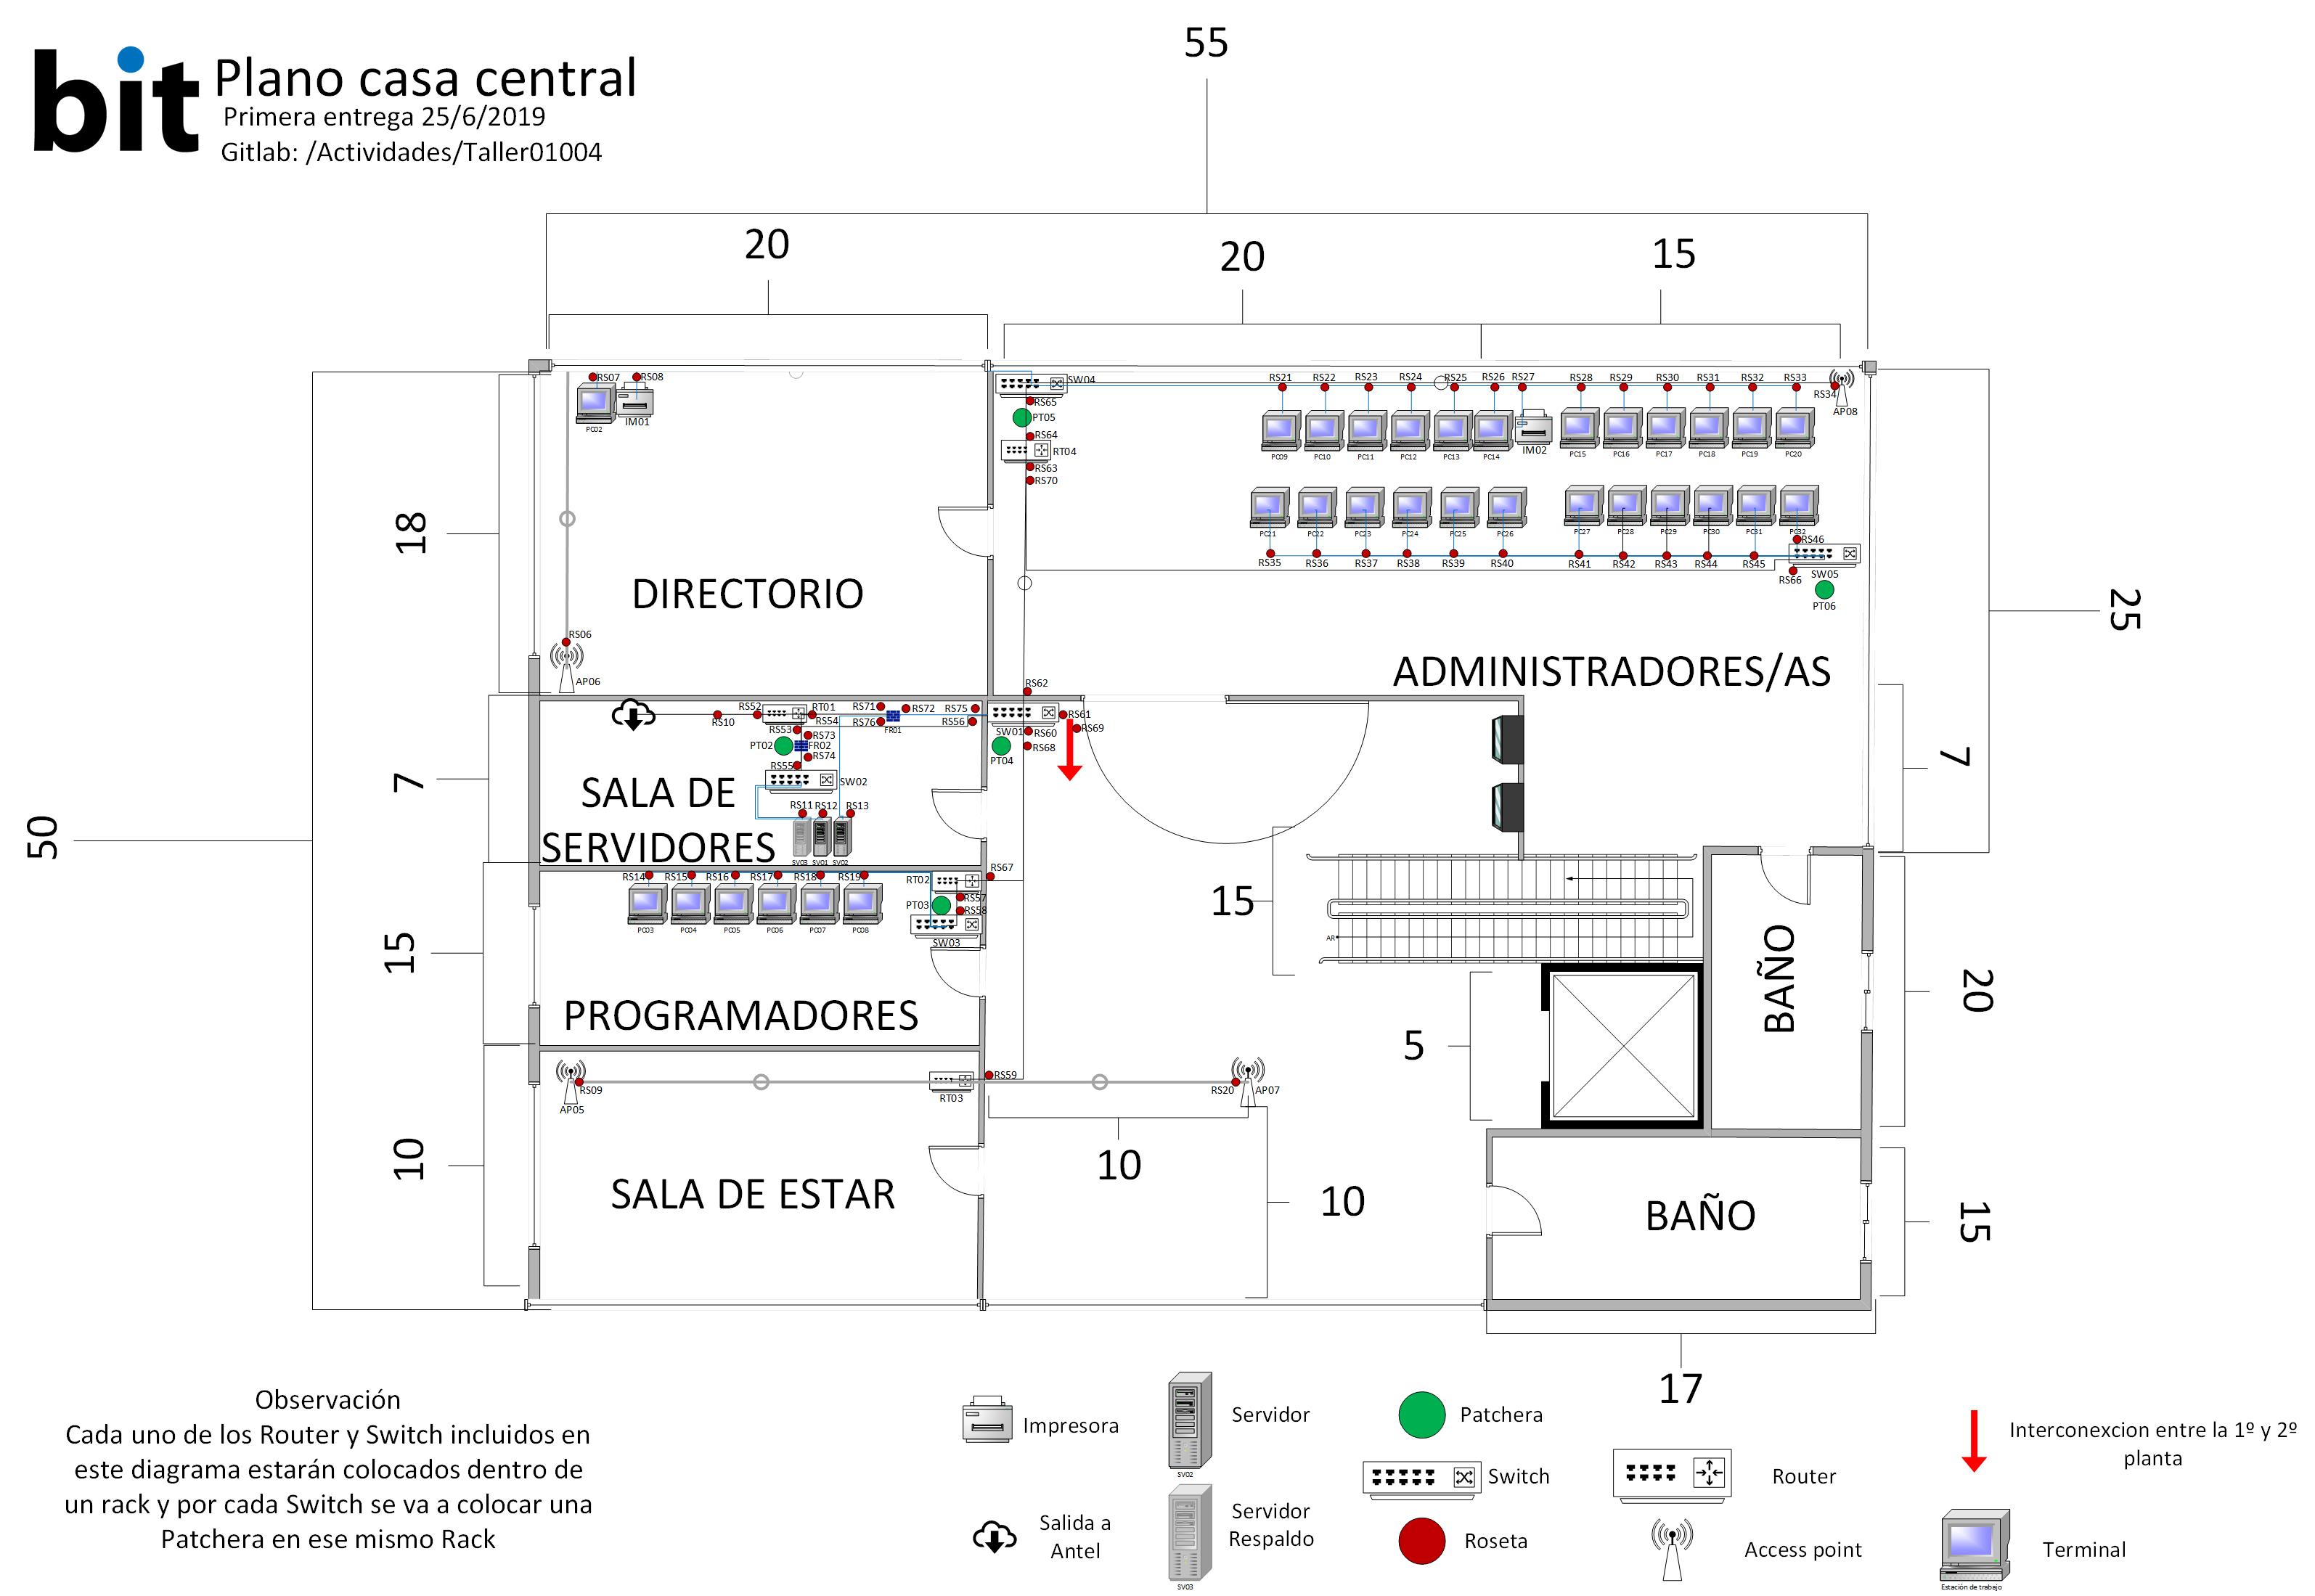 bit
Plano casa central
Primera entrega 25/6/2019
Gitlab: /Actividades/Taller01004
55
20
20
15
RS07
RS08
PC02
IM01
SW04
RS65
PT05
RS64
RT04
RS63
RS70
RS21
RS22
RS23
RS24
RS25
RS26
RS27
RS28
RS29
RS30
RS31
RS32
RS33
RS34
AP08
PC09
PC10
PC11
PC12
PC13
PC14
IM02
PC15
PC16
PC17
PC18
PC19
PC20
PC21
PC22
PC23
PC24
PC25
PC26
PC27
PC28
PC29
PC30
PC31
PC32
RS46
RS35
RS36
RS37
RS38
RS39
RS40
RS41
RS42
RS43
RS44
RS45
RS66
SW05
PT06
18
DIRECTORIO
25
RS06
AP06
ADMINISTRADORES/AS
RS62
RS10
RS52
RT01
RS54
RS71
RS72
RS76
FR01
RS75
RS56
SW01
RS61
RS69
RS60
RS68
PT04
RS53
RS73
PT02
FR02
RS74
RS55
SW02
7
7
50
SALA DE
SERVIDORES
RS11
RS12
RS13
SV03
SV01
SV02
RS14
RS15
RS16
RS17
RS18
RS19
RT02
RS67
PC03
PC04
PC05
PC06
PC07
PC08
PT03
RS57
RS58
SW03
15
PROGRAMADORES
15
AR
BAÑO
20
5
RS09
AP05
RT03
RS59
RS20
AP07
10
SALA DE ESTAR
10
10
BAÑO
15
17
Observación
Cada uno de los Router y Switch incluidos en
este diagrama estarán colocados dentro de
un rack y por cada Switch se va a colocar una
Patchera en ese mismo Rack
Impresora
Servidor
SV02
Patchera
Switch
Router
Interconexcion entre la 1º y 2º
planta
Salida a
Antel
Servidor
Respaldo
SV03
Roseta
Access point
Terminal
Estación de trabajo